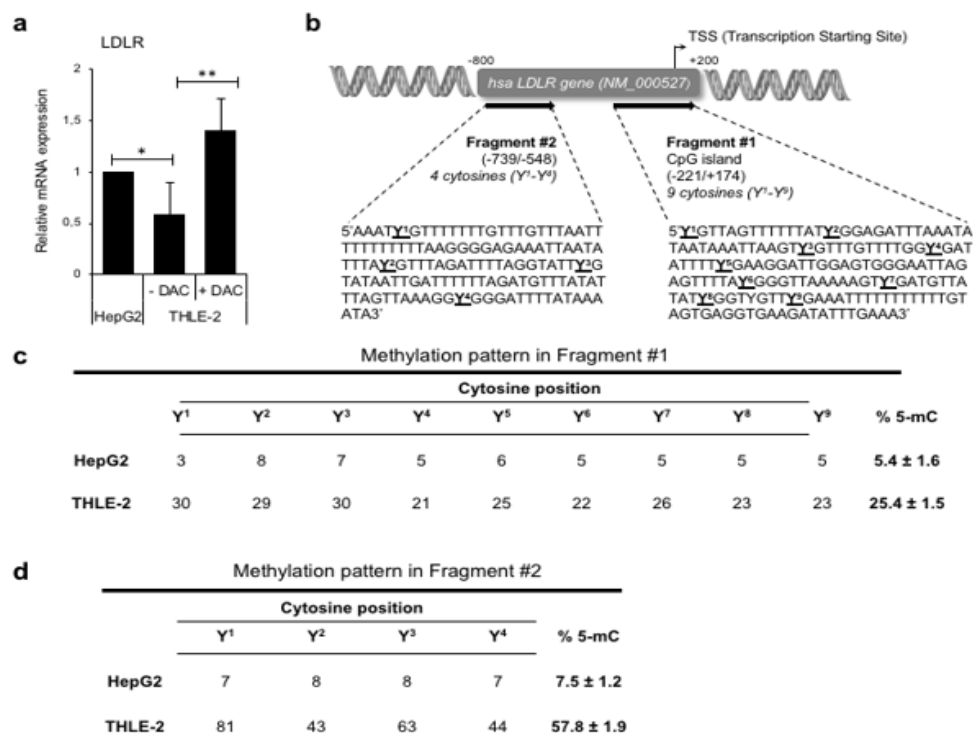 a
LDLR
Relative mRNA expression
2
1,5
1
0,5
0
*
**
- DAC
+ DAC
HepG2
THLE-2
b
TSS (Transcription Starting Site)
-800
+200
hsa LDLR gene (NM_000527)
Fragment #2
(-739/-548)
4 cytosines (Y¹-Y⁴)
Fragment #1
CpG island
(-221/+174)
9 cytosines (Y¹-Y⁹)
5'AAATY¹GTTTTTTTGTTTGTTTAATT
TTTTTTTTTAAGGGGAGAAATTAATA
TTTAY²GTTTAGATTTTAGGTATTY³G
TATAATTGATTTTTAGATGTTTATAT
TTAGTTAAAGGY⁴GGGATTTTATAAA
ATA3'
5'Y¹GTTAGTTTTTTATY²GGAGATTTAAATA
TAATAAATTAAGTY³GTTTGTTTTGGY⁴GAT
ATTTTY⁵GAAGGATTGGAGTGGGAATTAG
AGTTTTAY⁶GGGTTAAAAAGTY⁷GATGTTA
TATY⁸GGTYGTTY⁹GAAATTTTTTTTTTTGT
AGTGAGGTGAAGATATTTGAAA3'
c
Methylation pattern in Fragment #1
Cytosine position
Y¹ Y² Y³ Y⁴ Y⁵ Y⁶ Y⁷ Y⁸ Y⁹ % 5-mC
HepG2 3 8 7 5 6 5 5 5 5 5.4 ± 1.6
THLE-2 30 29 30 21 25 22 26 23 23 25.4 ± 1.5
d
Methylation pattern in Fragment #2
Cytosine position
Y¹ Y² Y³ Y⁴ % 5-mC
HepG2 7 8 8 7 7.5 ± 1.2
THLE-2 81 43 63 44 57.8 ± 1.9